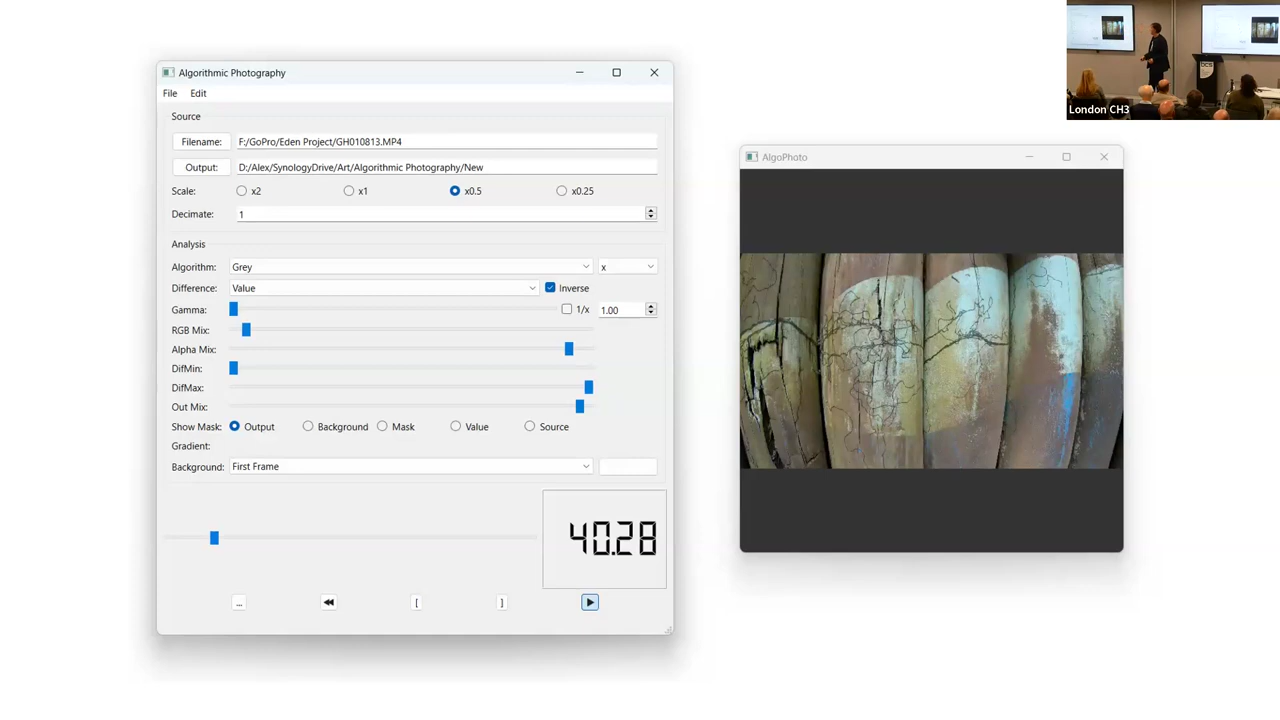 Algorithmic Photography
File Edit
Source
Filename: F:/GoPro/Eden Project/GH010813.MP4
Output: D:/Alex/SynologyDrive/Art/Algorithmic Photography/New
Scale: x2 x1 x0.5 x0.25
Decimate: 1
Analysis
Algorithm: Grey x
Difference: Value Inverse
Gamma: 1/x 1.00
RGB Mix:
Alpha Mix:
DifMin:
DifMax:
Out Mix:
Show Mask: Output Background Mask Value Source
Gradient:
Background: First Frame
40.28
... [ ]
AlgoPhoto
bcs
London CH3